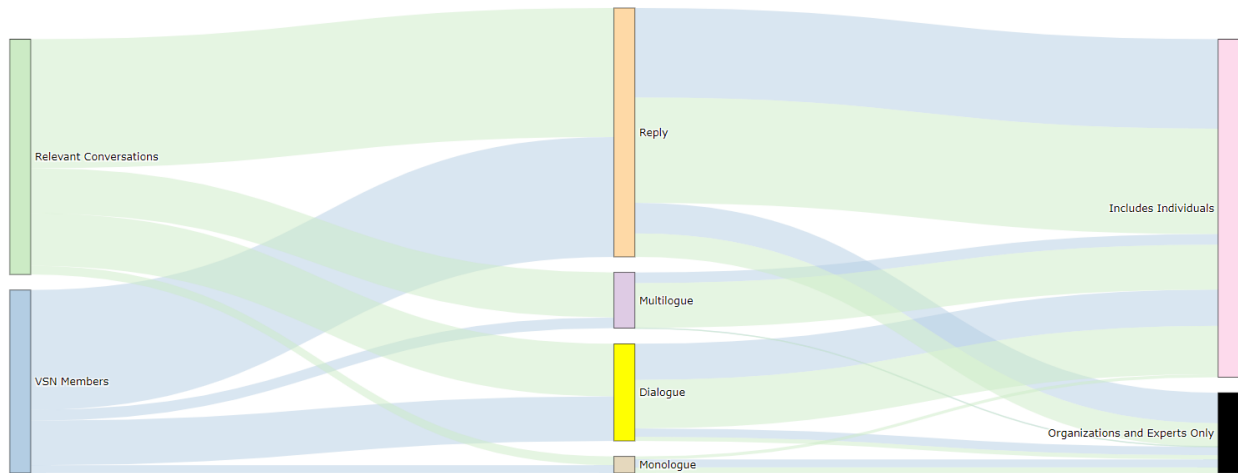 Relevant Conversations
VSN Members
Reply
Multilogue
Dialogue
Monologue
Includes Individuals
Organizations and Experts Only